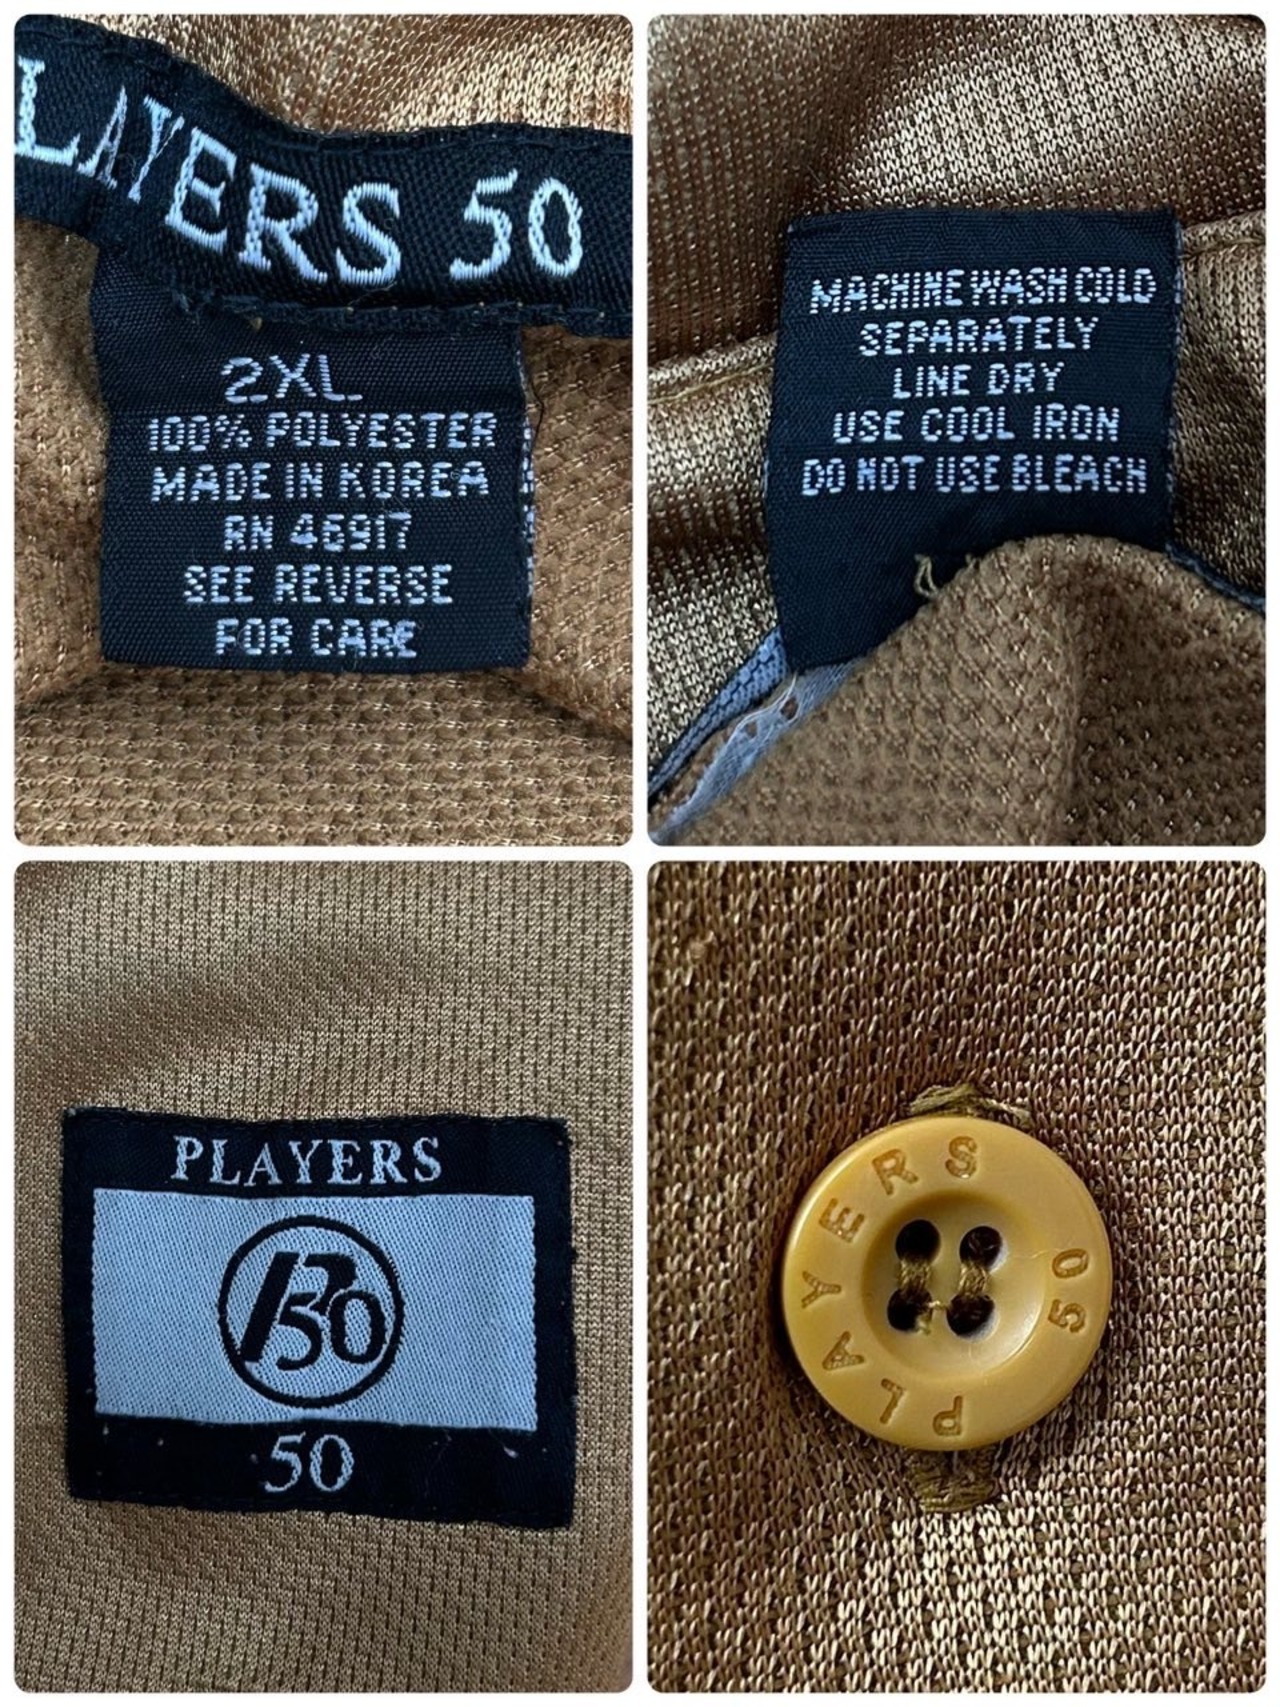 LAYERS 50
2XL
100% POLYESTER
MADE IN KOREA
RN 46917
SEE REVERSE
FOR CARE
MACHINE WASH COLD
SEPARATELY
LINE DRY
USE COOL IRON
DO NOT USE BLEACH
PLAYERS
P50
50
PLAYERS 50